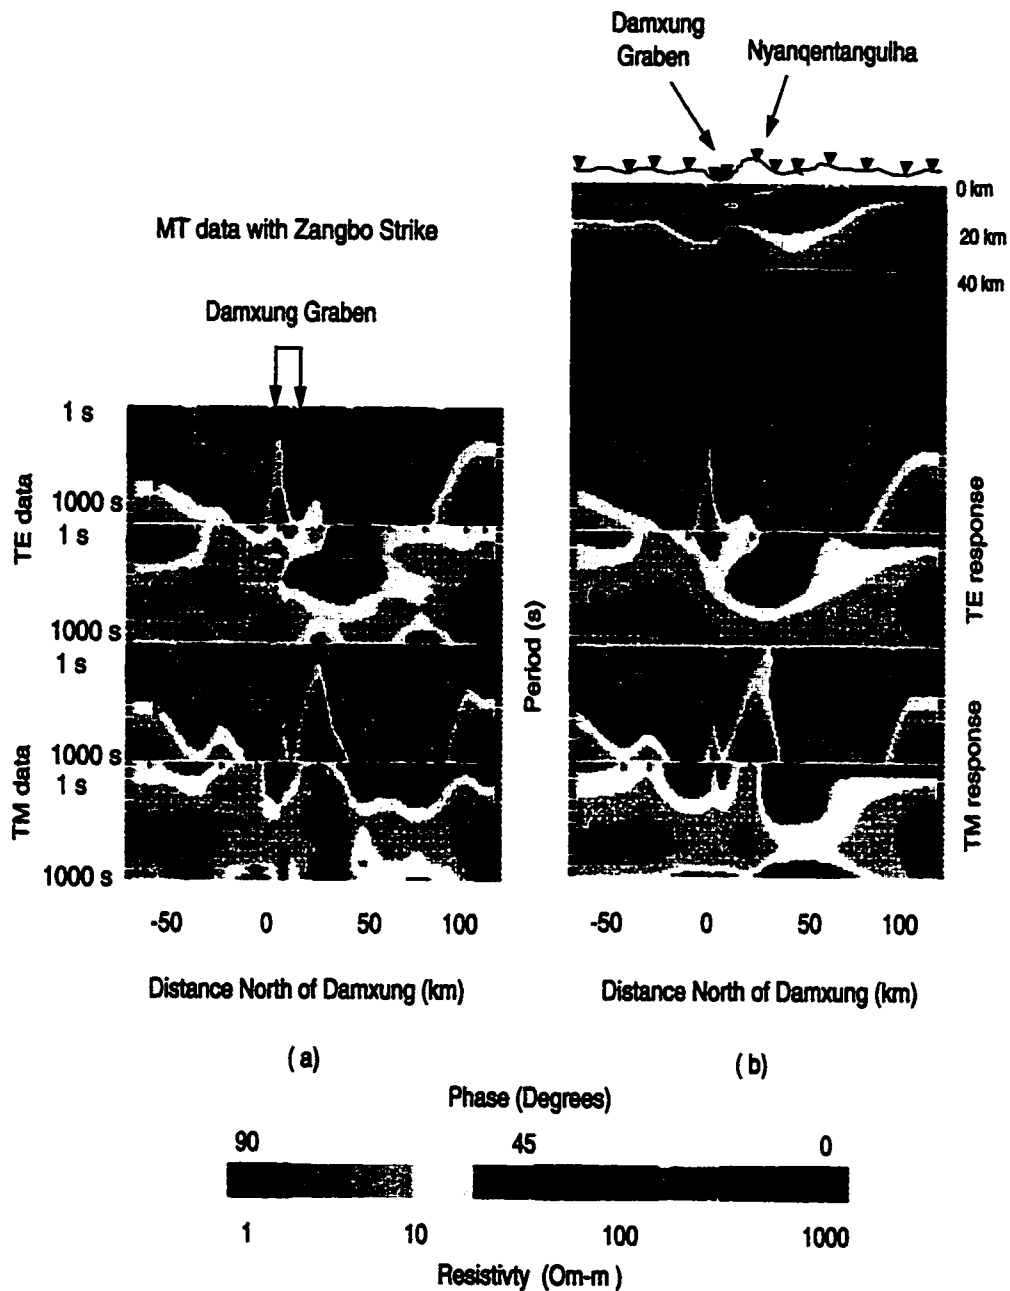 Damxung
Graben
Nyanqentangulha
0 km
20 km
40 km
MT data with Zangbo Strike
Damxung Graben
1 s
1000 s
1 s
1000 s
1 s
1000 s
1 s
1000 s
TE data
TM data
Period (s)
TE response
TM response
-50 0 50 100
-50 0 50 100
Distance North of Damxung (km)
Distance North of Damxung (km)
( a)
( b)
Phase (Degrees)
90 45 0
1 10 100 1000
Resistivty (Om-m )